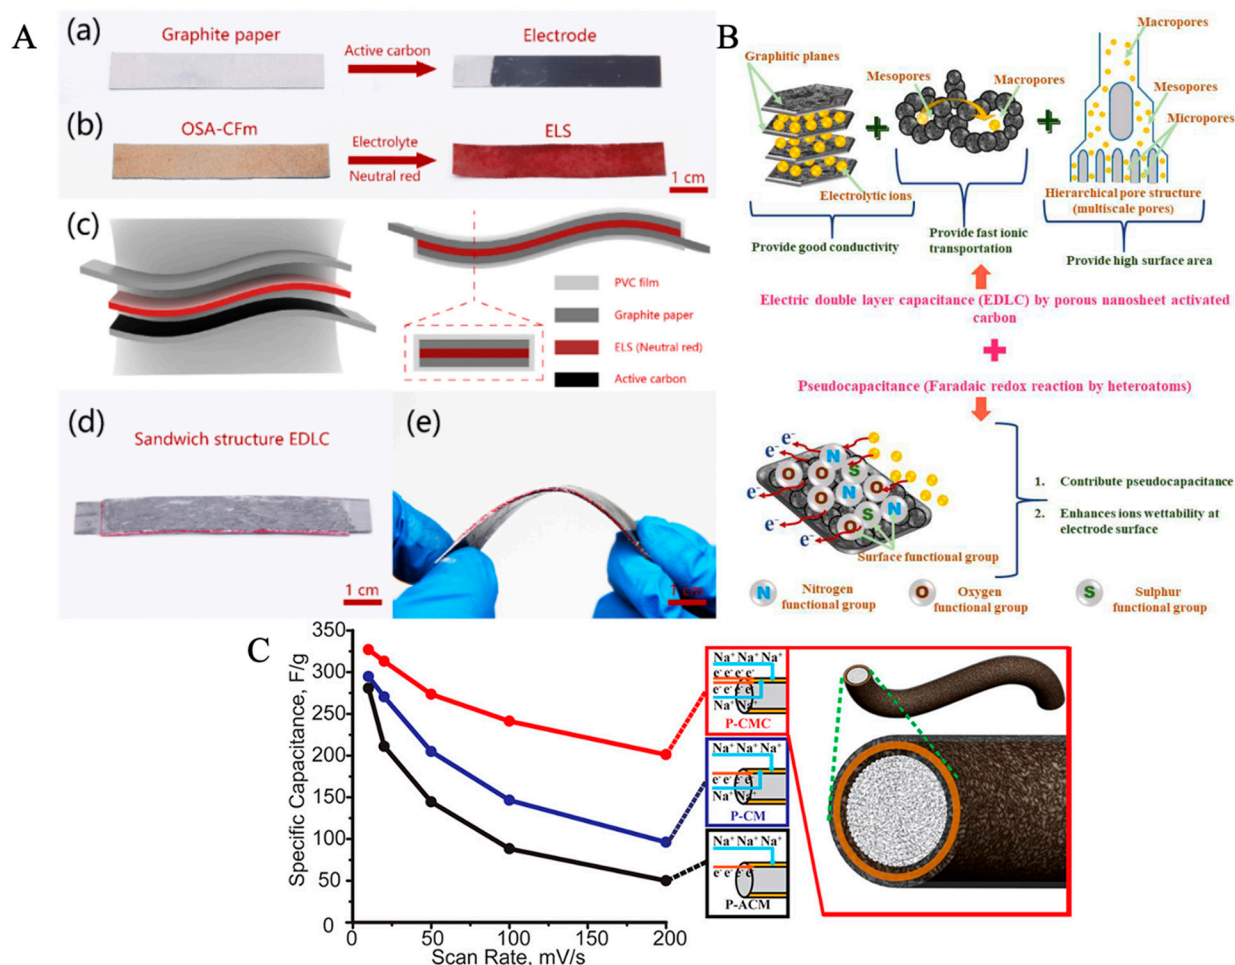 A
(a)
Graphite paper
Active carbon
Electrode
(b)
OSA-CFm
Electrolyte
Neutral red
ELS
1 cm
(c)
PVC film
Graphite paper
ELS (Neutral red)
Active carbon
(d)
Sandwich structure EDLC
1 cm
(e)
1 cm
B
Graphitic planes
Mesopores
Macropores
Macropores
Mesopores
Micropores
Electrolytic ions
Hierarchical pore structure
(multiscale pores)
Provide good conductivity
Provide fast ionic
transportation
Provide high surface area
Electric double layer capacitance (EDLC) by porous nanosheet activated
carbon
Pseudocapacitance (Faradaic redox reaction by heteroatoms)
e⁻
e⁻
e⁻
e⁻
e⁻
e⁻
N
O
O
S
N
O
O
S
N
O
Surface functional group
1. Contribute pseudocapacitance
2. Enhances ions wettability at
electrode surface
N
Nitrogen
functional group
O
Oxygen
functional group
S
Sulphur
functional group
C
Specific Capacitance, F/g
350
300
250
200
150
100
50
0
0
50
100
150
200
Scan Rate, mV/s
Na⁺ Na⁺ Na⁺
e⁻ e⁻ e⁻ e⁻
e⁻ e⁻ e⁻
Na⁺ Na⁺
P-CMC
Na⁺ Na⁺ Na⁺
e⁻ e⁻ e⁻ e⁻
Na⁺ Na⁺
P-CM
Na⁺ Na⁺ Na⁺
e⁻ e⁻ e⁻ e⁻
P-ACM